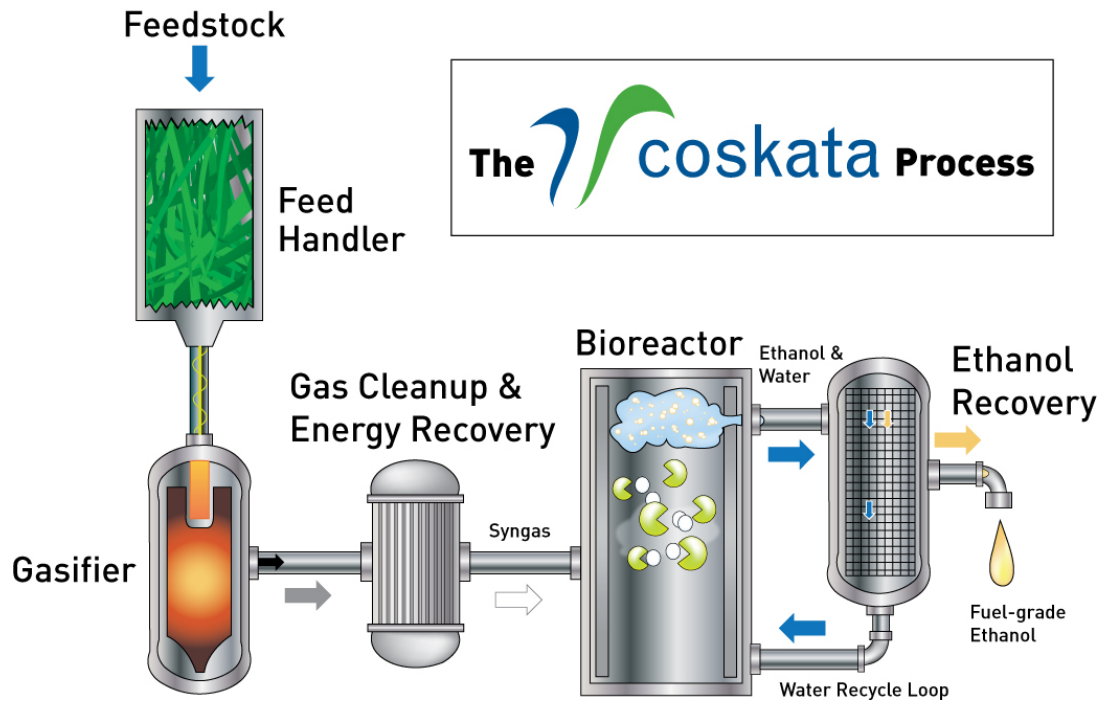 Feedstock
The coskata Process
Feed
Handler
Bioreactor
Ethanol &
Water
Ethanol
Recovery
Gas Cleanup &
Energy Recovery
Syngas
Gasifier
Fuel-grade
Ethanol
Water Recycle Loop